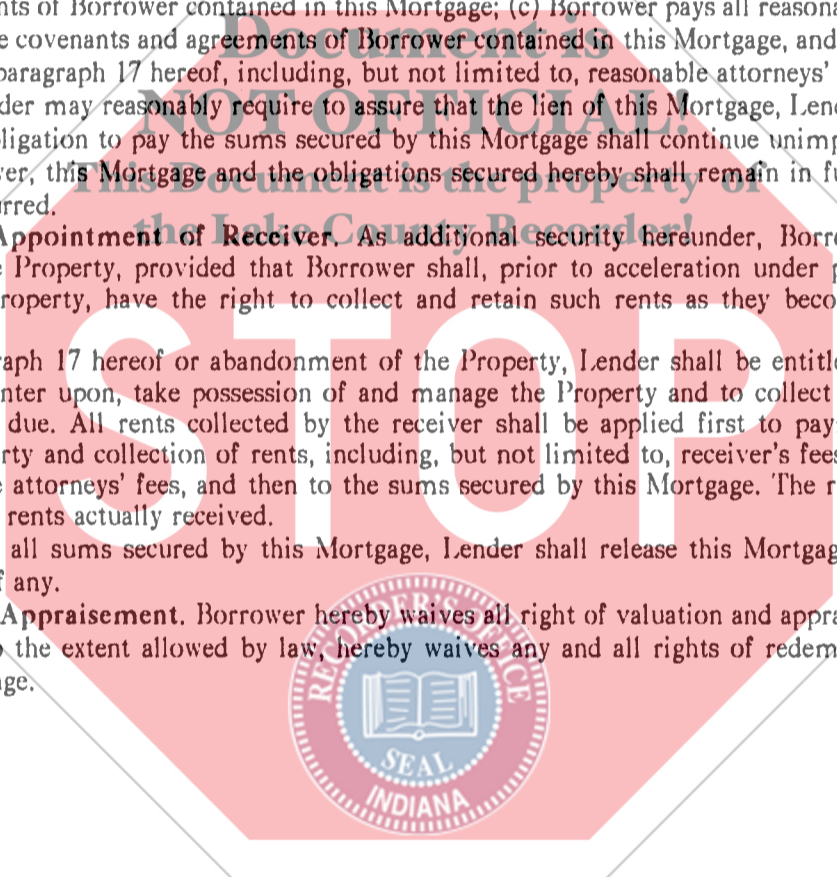 nts of Borrower contained in this Mortgage; (c) Borrower pays all reasona
e covenants and agreements of Borrower contained in this Mortgage, and
paragraph 17 hereof, including, but not limited to, reasonable attorneys'
der may reasonably require to assure that the lien of this Mortgage, Lend
ligation to pay the sums secured by this Mortgage shall continue unimp
er, this Mortgage and the obligations secured hereby shall remain in fu
rred.
Appointment of Receiver. As additional security hereunder, Borro
Property, provided that Borrower shall, prior to acceleration under p
roperty, have the right to collect and retain such rents as they beco
raph 17 hereof or abandonment of the Property, Lender shall be entitle
nter upon, take possession of and manage the Property and to collect
due. All rents collected by the receiver shall be applied first to pay
rty and collection of rents, including, but not limited to, receiver's fees
e attorneys' fees, and then to the sums secured by this Mortgage. The r
rents actually received.
all sums secured by this Mortgage, Lender shall release this Mortgag
f any.
Appraisement. Borrower hereby waives all right of valuation and appra
o the extent allowed by law, hereby waives any and all rights of redem
ge.
Document is
NOT OFFICIAL!
This Document is the property of
the Lake County Recorder!
STOP
RECORDER'S OFFICE
SEAL
INDIANA